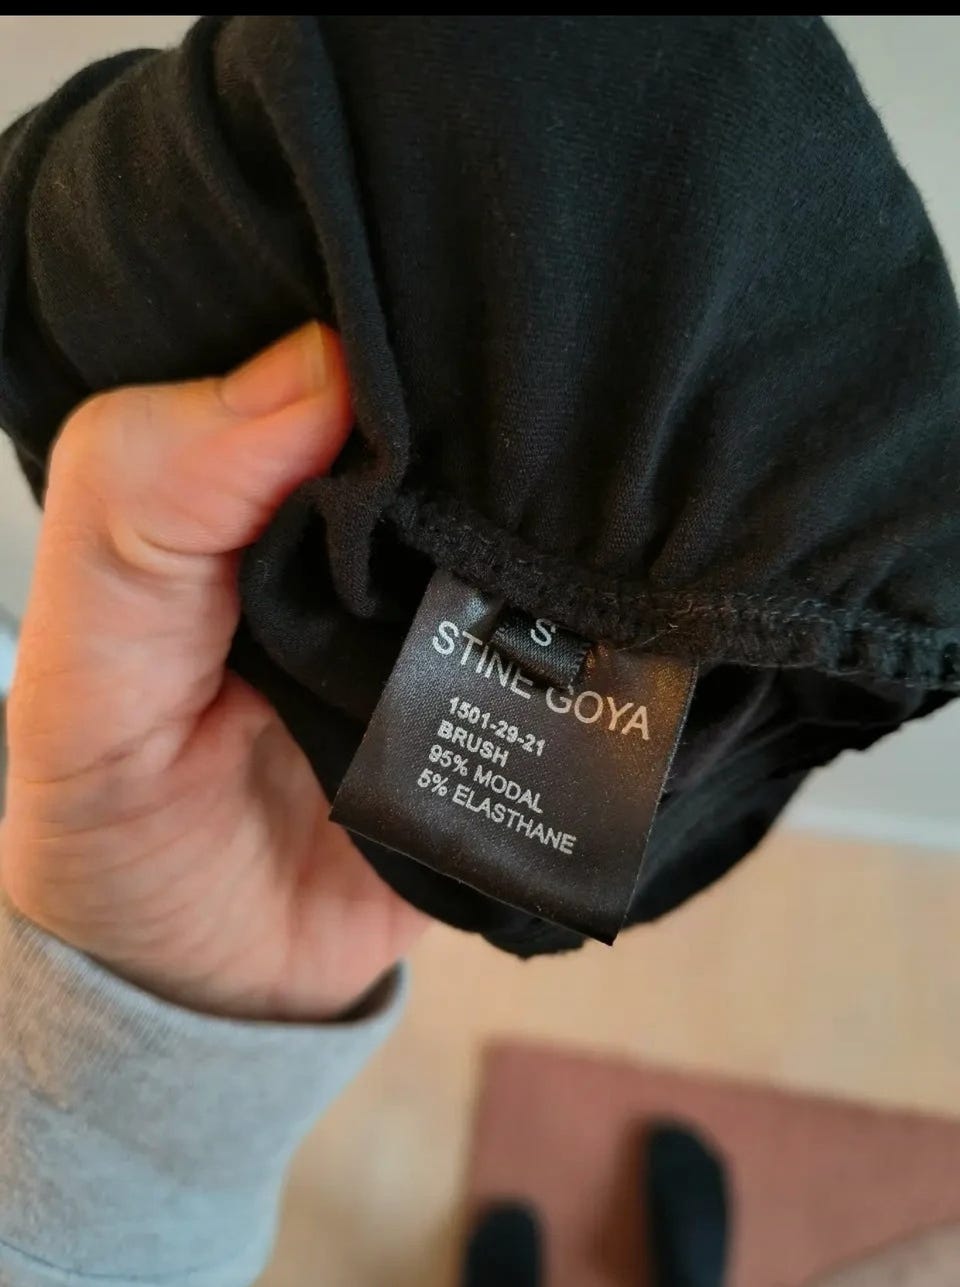 S
STINE GOYA
1501-29-21
BRUSH
95% MODAL
5% ELASTHANE